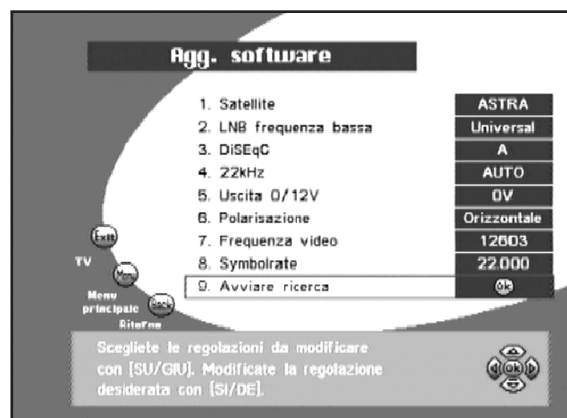 Agg. software
1. Satellite ASTRA
2. LNB frequenza bassa Universal
3. DiSEqC A
4. 22kHz AUTO
5. Uscita 0/12V 0V
6. Polarisazione Orizzontale
7. Frequenza video 12603
8. Symbolrate 22.000
9. Avviare ricerca Ok
Exit
TV
Menu
Menu
principale
Back
Ritorno
Scegliete le regolazioni da modificare
con [SU/GIU]. Modificate la regolazione
desiderata con [SI/DE].
Ok